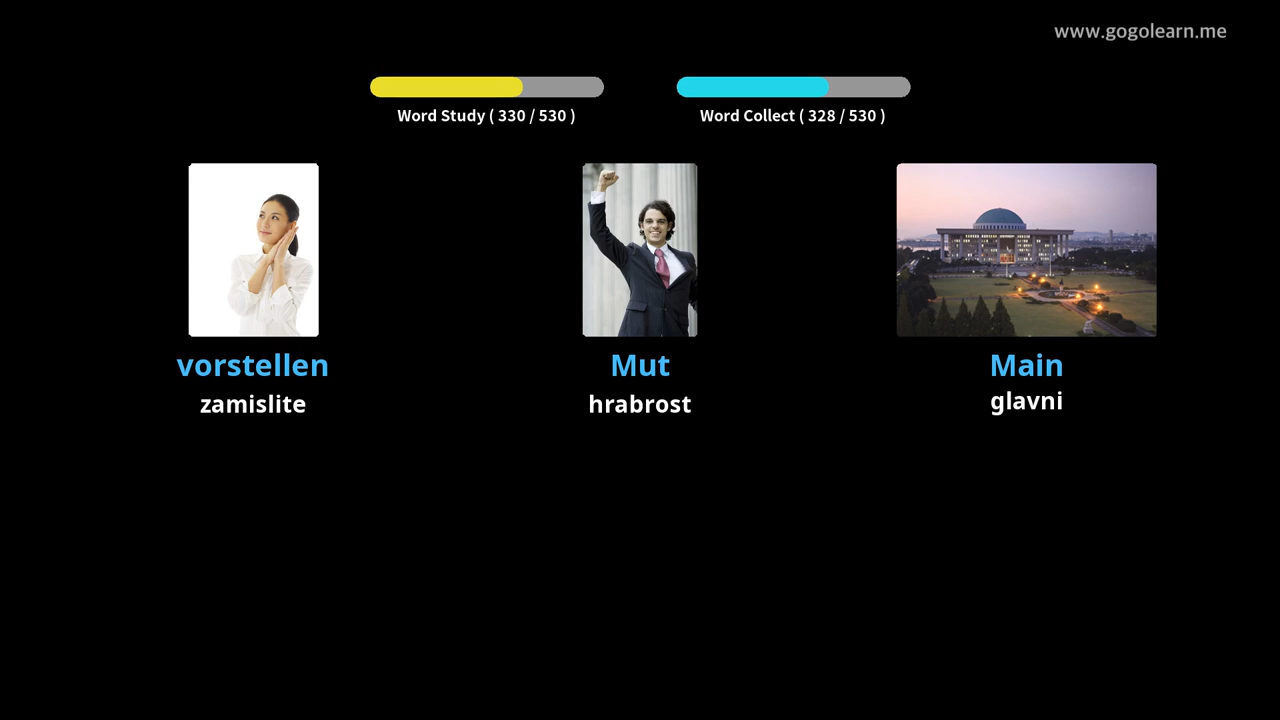 www.gogolearn.me
Word Study ( 330 / 530 )
Word Collect ( 328 / 530 )
vorstellen
zamislite
Mut
hrabrost
Main
glavni